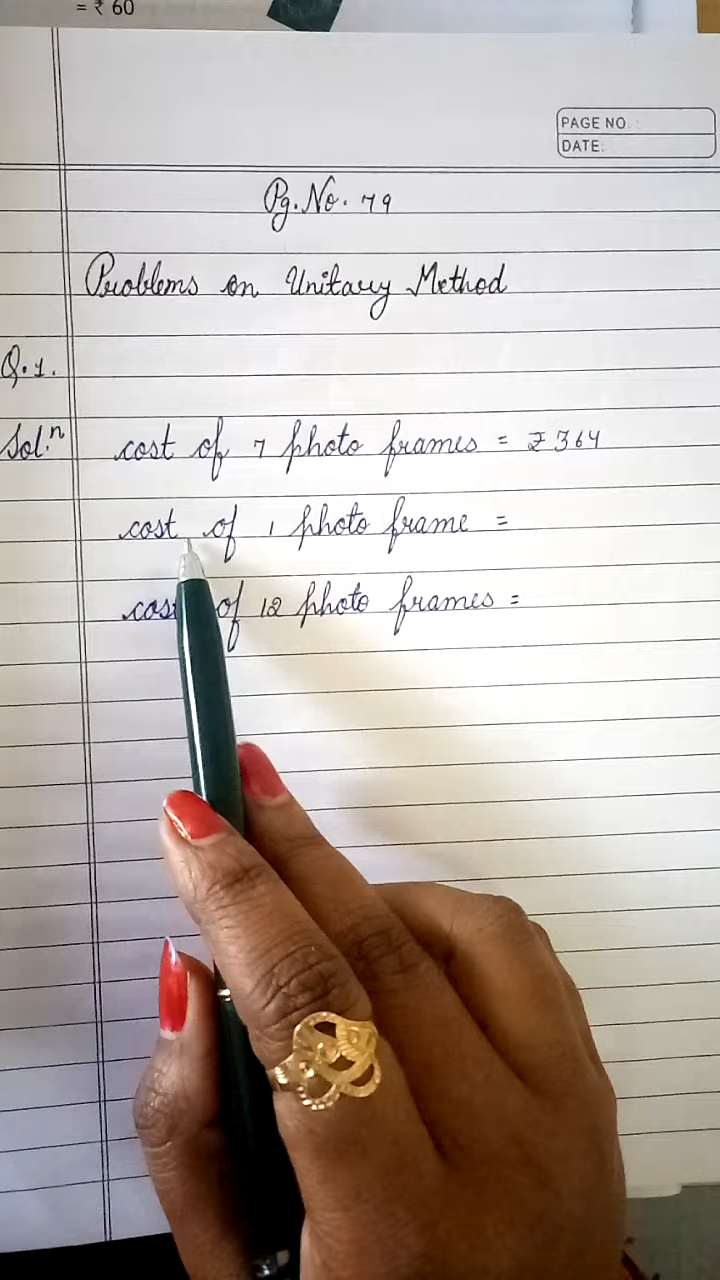 = ₹ 60
PAGE NO. :
DATE:
Pg. No. 79
Problems on Unitary Method
Q.1.
Sol.ⁿ cost of 7 photo frames = ₹ 364
cost of 1 photo frame =
cost of 12 photo frames =